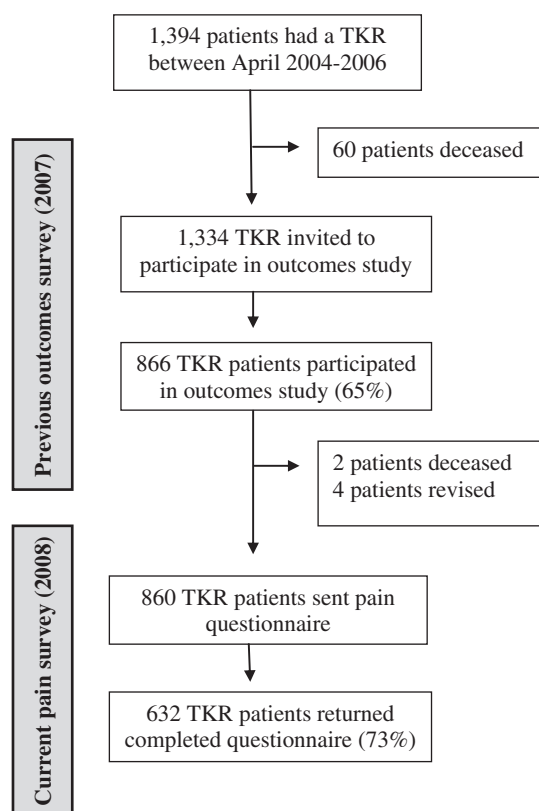 1,394 patients had a TKR
between April 2004-2006
60 patients deceased
Previous outcomes survey (2007)
1,334 TKR invited to
participate in outcomes study
866 TKR patients participated
in outcomes study (65%)
2 patients deceased
4 patients revised
Current pain survey (2008)
860 TKR patients sent pain
questionnaire
632 TKR patients returned
completed questionnaire (73%)